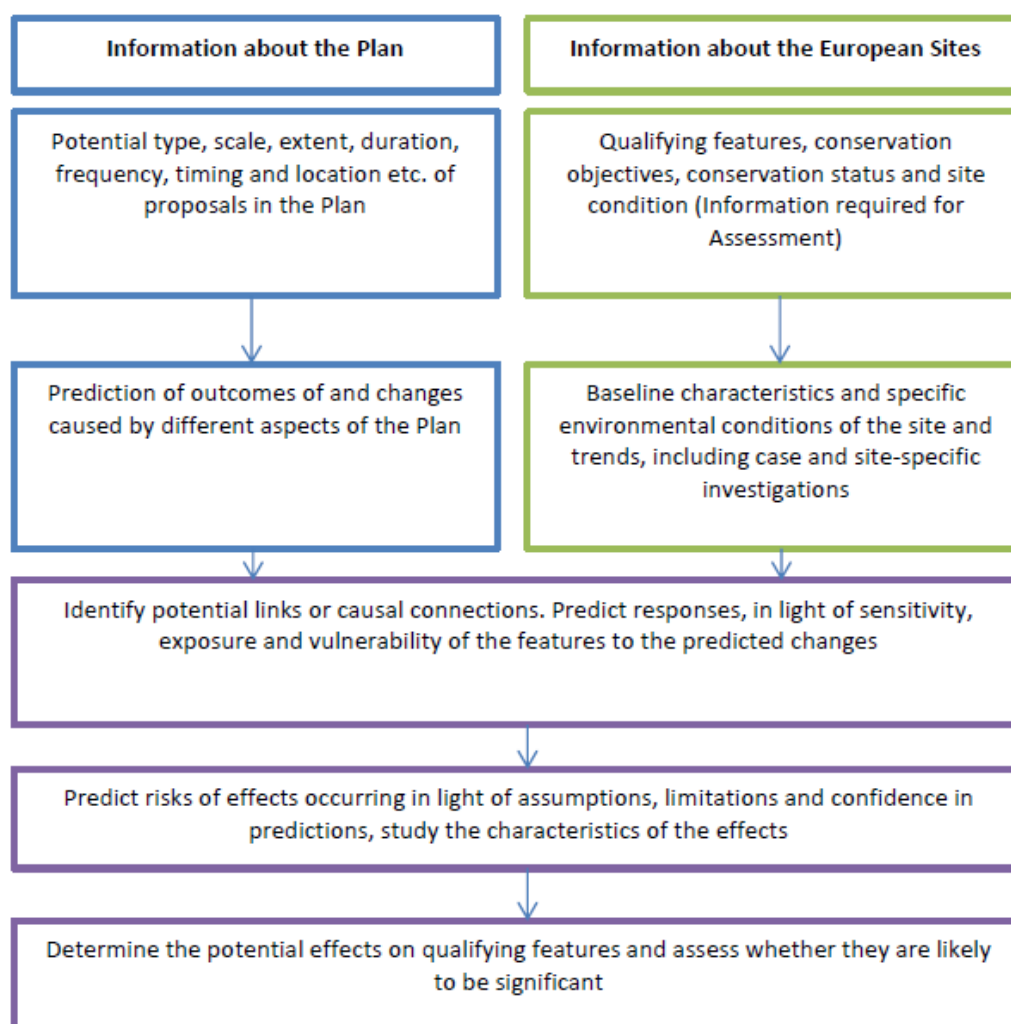 Information about the Plan
Information about the European Sites
Potential type, scale, extent, duration,
frequency, timing and location etc. of
proposals in the Plan
Qualifying features, conservation
objectives, conservation status and site
condition (Information required for
Assessment)
Prediction of outcomes of and changes
caused by different aspects of the Plan
Baseline characteristics and specific
environmental conditions of the site and
trends, including case and site-specific
investigations
Identify potential links or causal connections. Predict responses, in light of sensitivity,
exposure and vulnerability of the features to the predicted changes
Predict risks of effects occurring in light of assumptions, limitations and confidence in
predictions, study the characteristics of the effects
Determine the potential effects on qualifying features and assess whether they are likely
to be significant